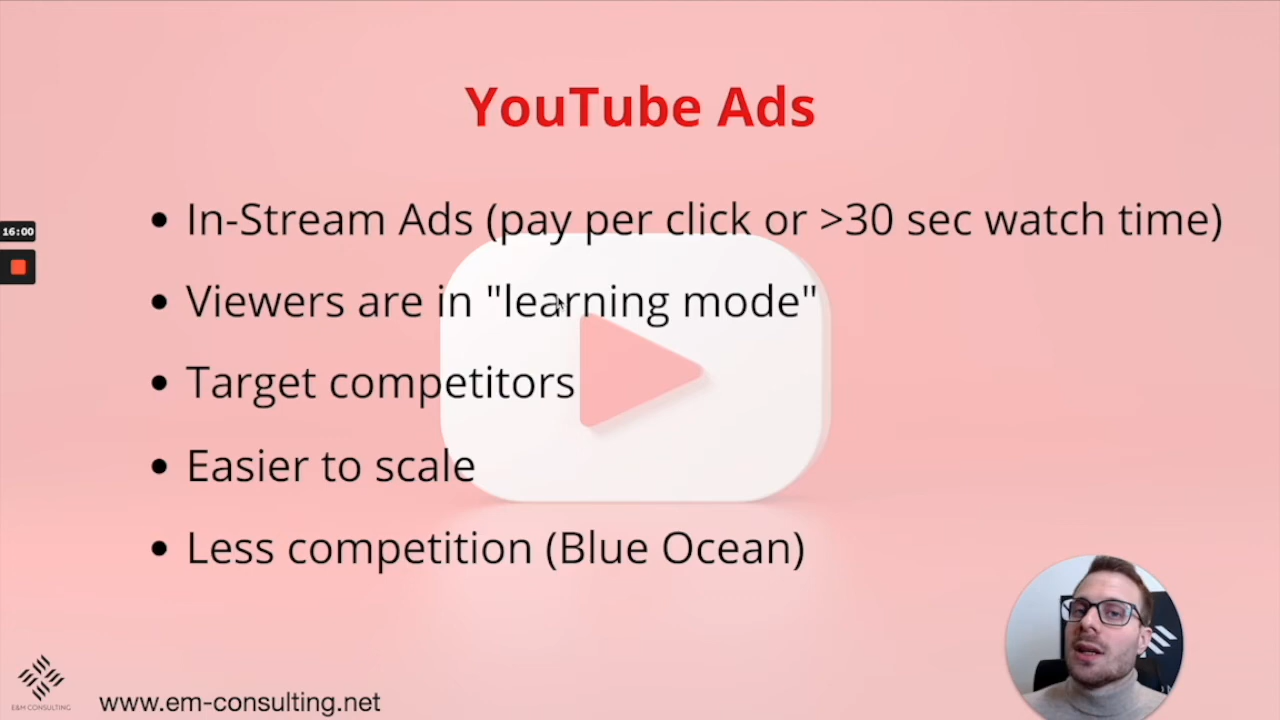 YouTube Ads
• In-Stream Ads (pay per click or >30 sec watch time)
16:00
• Viewers are in "learning mode"
• Target competitors
• Easier to scale
• Less competition (Blue Ocean)
E&M CONSULTING
www.em-consulting.net